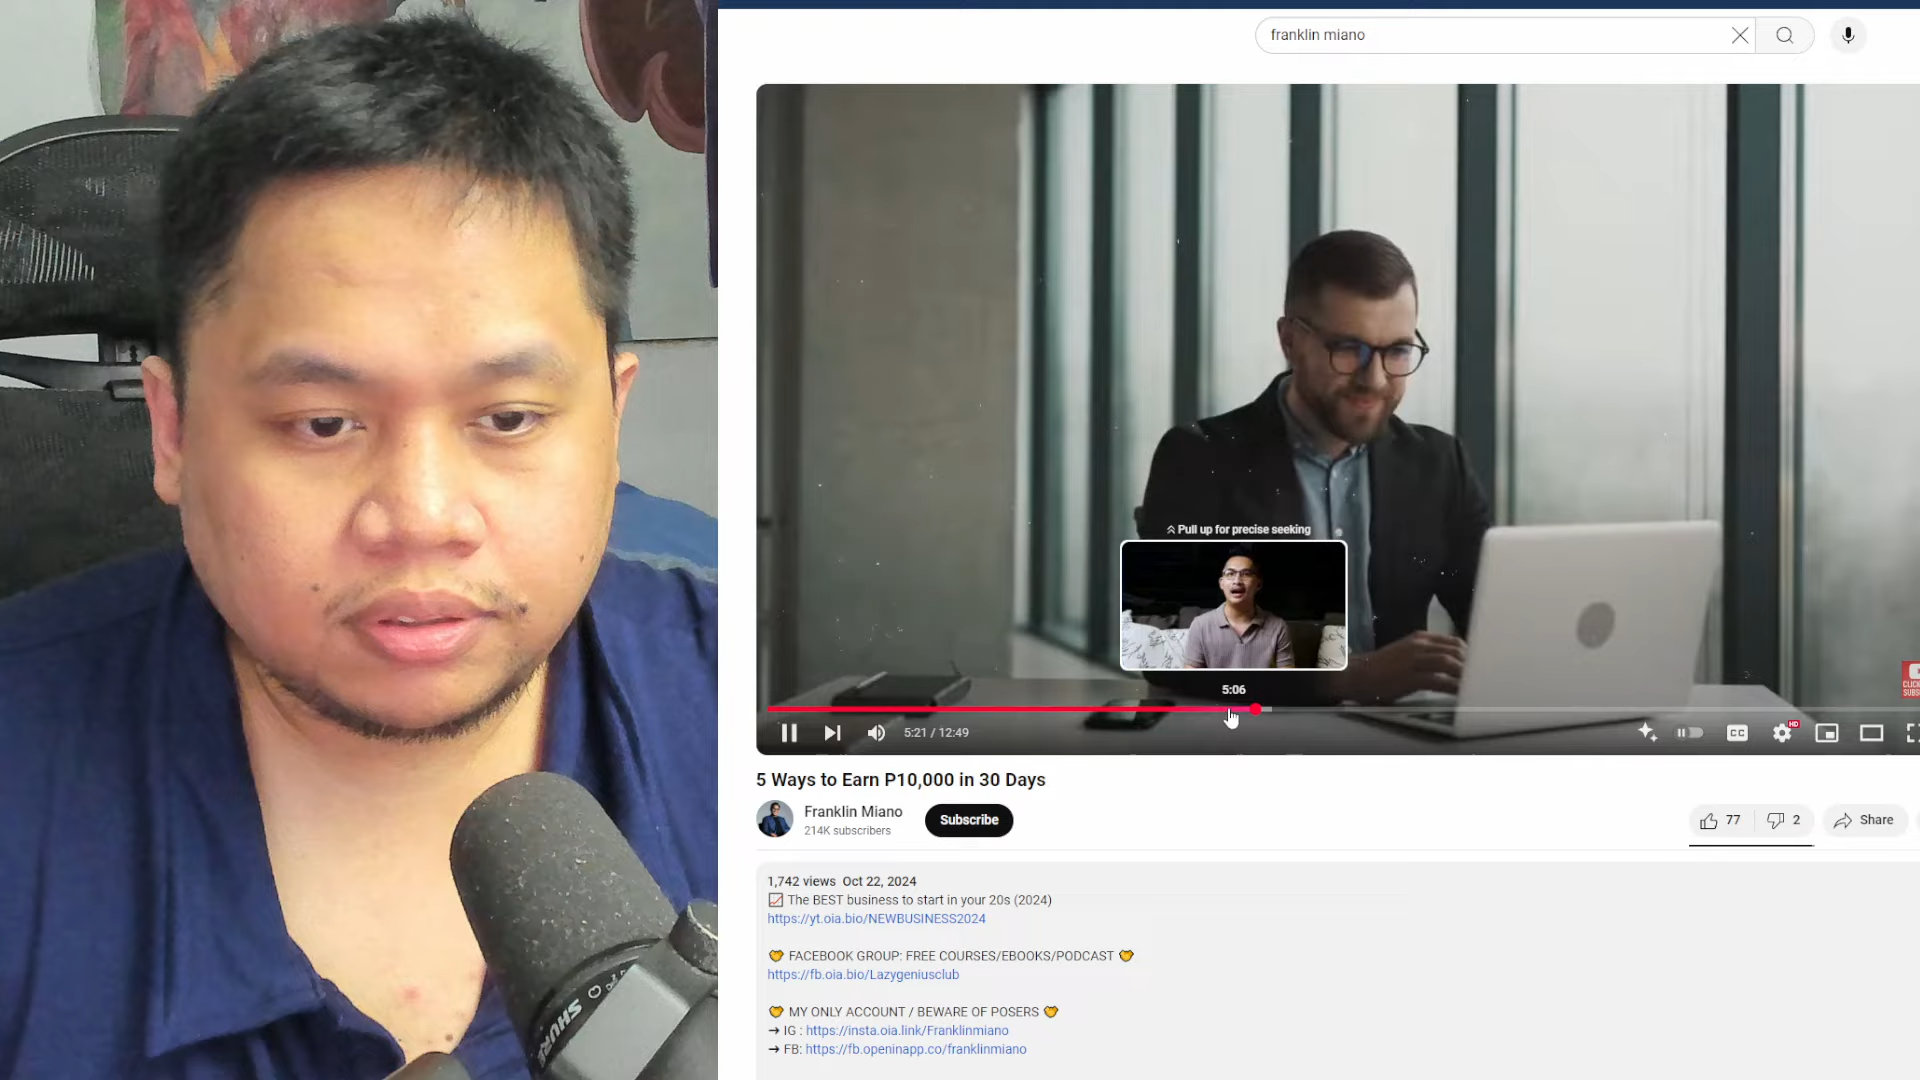 franklin miano
Pull up for precise seeking
5:06
5:21 / 12:49
CC
HD
5 Ways to Earn P10,000 in 30 Days
Franklin Miano
214K subscribers
Subscribe
77
2
Share
1,742 views Oct 22, 2024
The BEST business to start in your 20s (2024)
https://yt.oia.bio/NEWBUSINESS2024
FACEBOOK GROUP: FREE COURSES/EBOOKS/PODCAST
https://fb.oia.bio/Lazygeniusclub
MY ONLY ACCOUNT / BEWARE OF POSERS
→ IG : https://insta.oia.link/Franklinmiano
→ FB: https://fb.openinapp.co/franklinmiano
SHURE